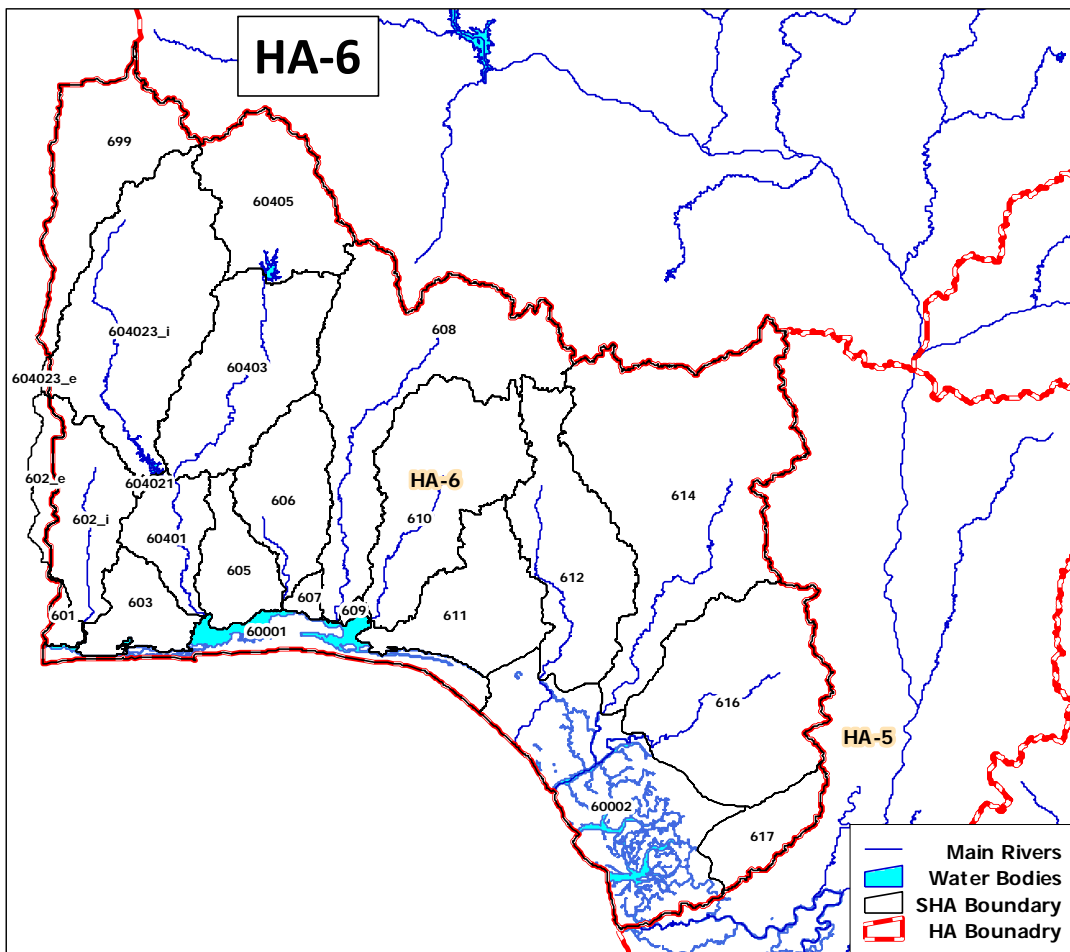 HA-6
699
60405
608
604023_i
60403
604023_e
606
HA-6
602_e
604021
614
602_i
610
60401
605
612
607
601
603
609
611
60001
616
HA-5
60002
617
Main Rivers
Water Bodies
SHA Boundary
HA Bounadry